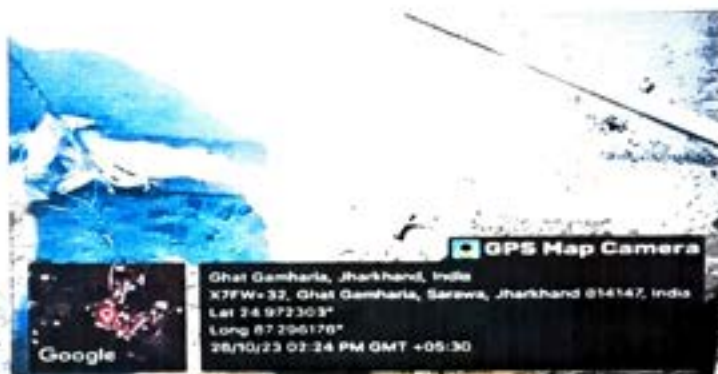 GPS Map Camera
Ghat Gamharia, Jharkhand, India
X7FW+32, Ghat Gamharia, Sarawa, Jharkhand 814147, India
Lat 24.972303°
Long 87.296176°
28/10/23 02:24 PM GMT +05:30
Google